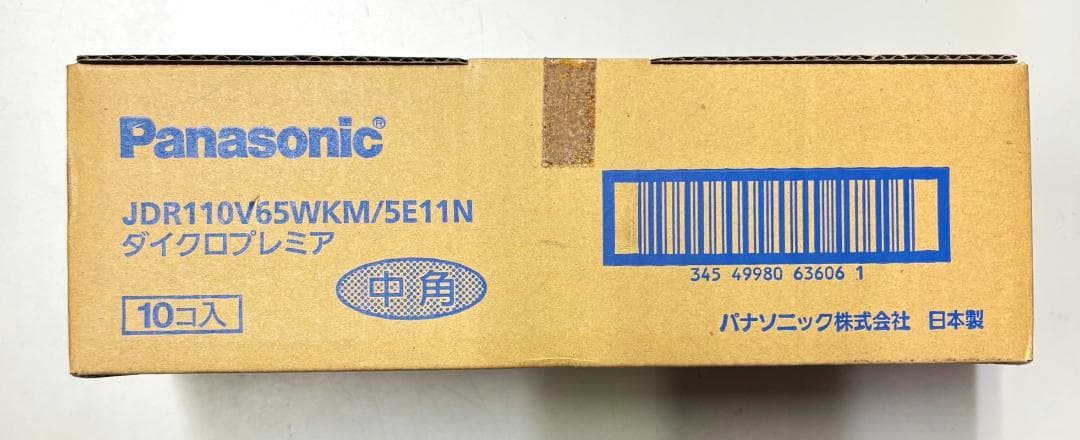 Panasonic®
JDR110V65WKM/5E11N
ダイクロプレミア
中角
10コ入
345 49980 63606 1
パナソニック株式会社 日本製